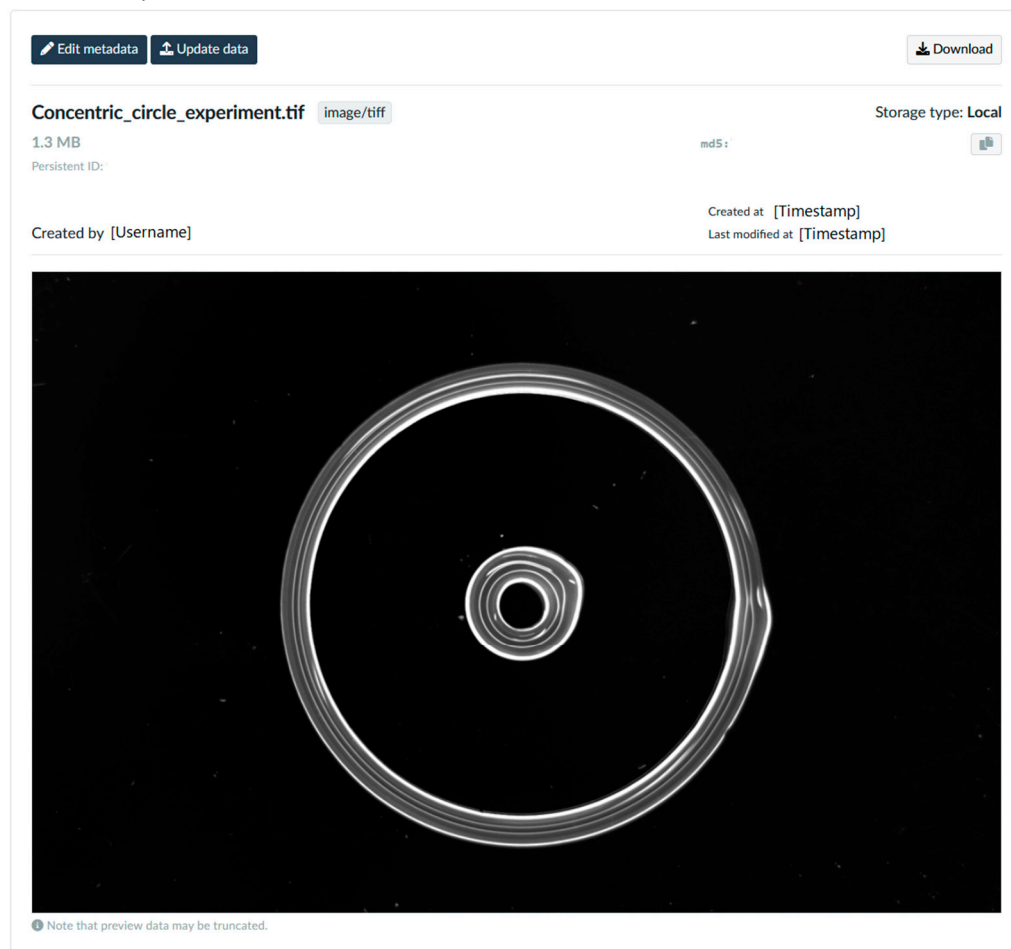 Edit metadata Update data Download
Concentric_circle_experiment.tif image/tiff Storage type: Local
1.3 MB md5:
Persistent ID:
Created at [Timestamp]
Created by [Username] Last modified at [Timestamp]
Note that preview data may be truncated.